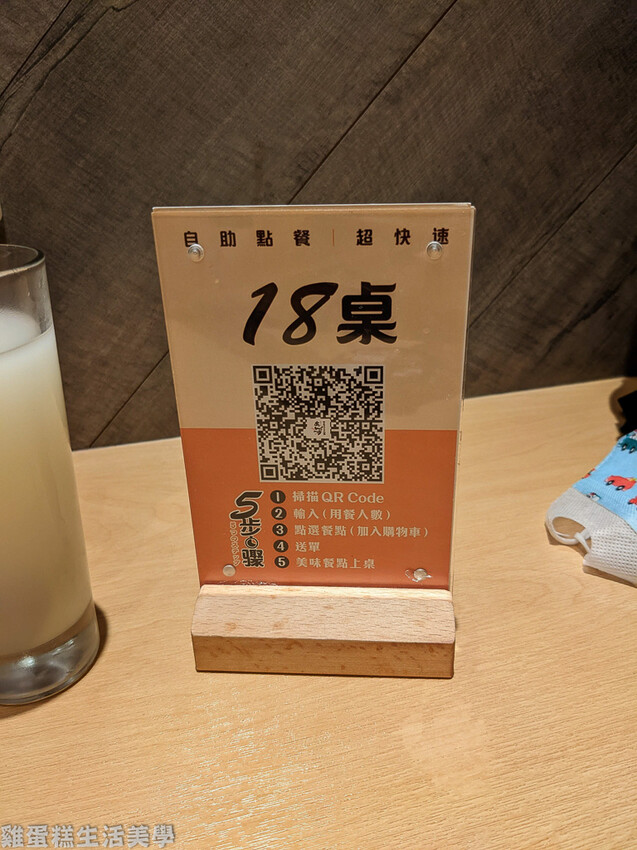 自助點餐｜超快速
18桌
5步驟
1 掃描QR Code
2 輸入(用餐人數)
3 點選餐點(加入購物車)
4 送單
5 美味餐點上桌
雞蛋糕生活美學